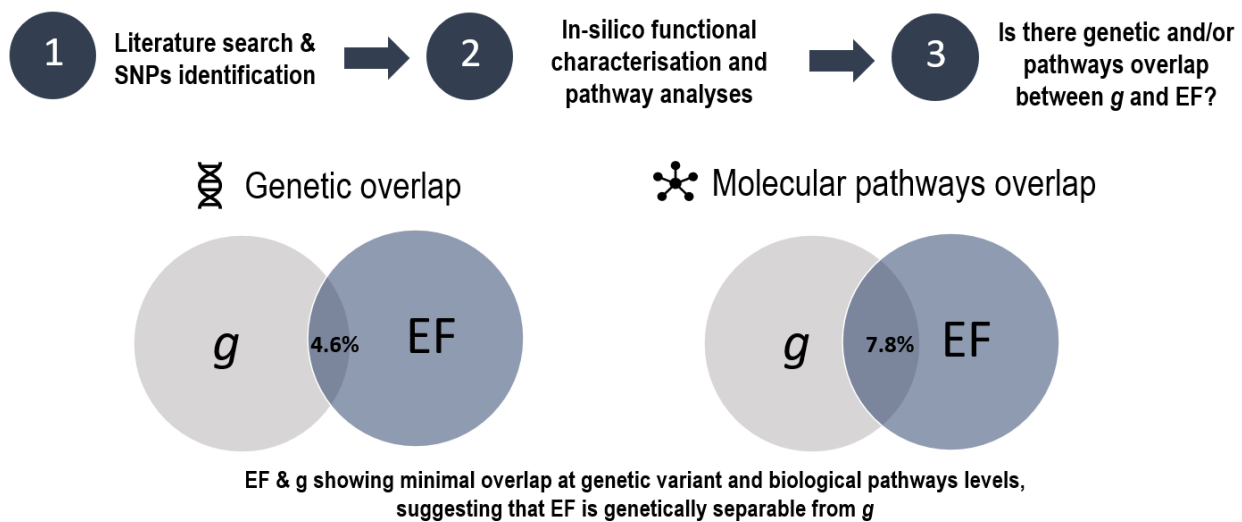 1
Literature search &
SNPs identification
2
In-silico functional
characterisation and
pathway analyses
3
Is there genetic and/or
pathways overlap
between g and EF?
Genetic overlap
g
4.6%
EF
Molecular pathways overlap
g
7.8%
EF
EF & g showing minimal overlap at genetic variant and biological pathways levels,
suggesting that EF is genetically separable from g